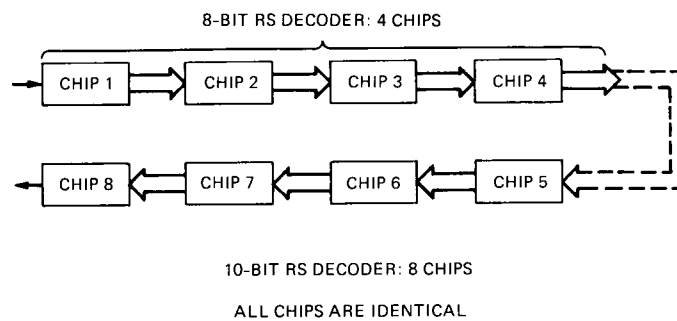 8-BIT RS DECODER: 4 CHIPS
CHIP 1 CHIP 2 CHIP 3 CHIP 4
CHIP 8 CHIP 7 CHIP 6 CHIP 5
10-BIT RS DECODER: 8 CHIPS
ALL CHIPS ARE IDENTICAL